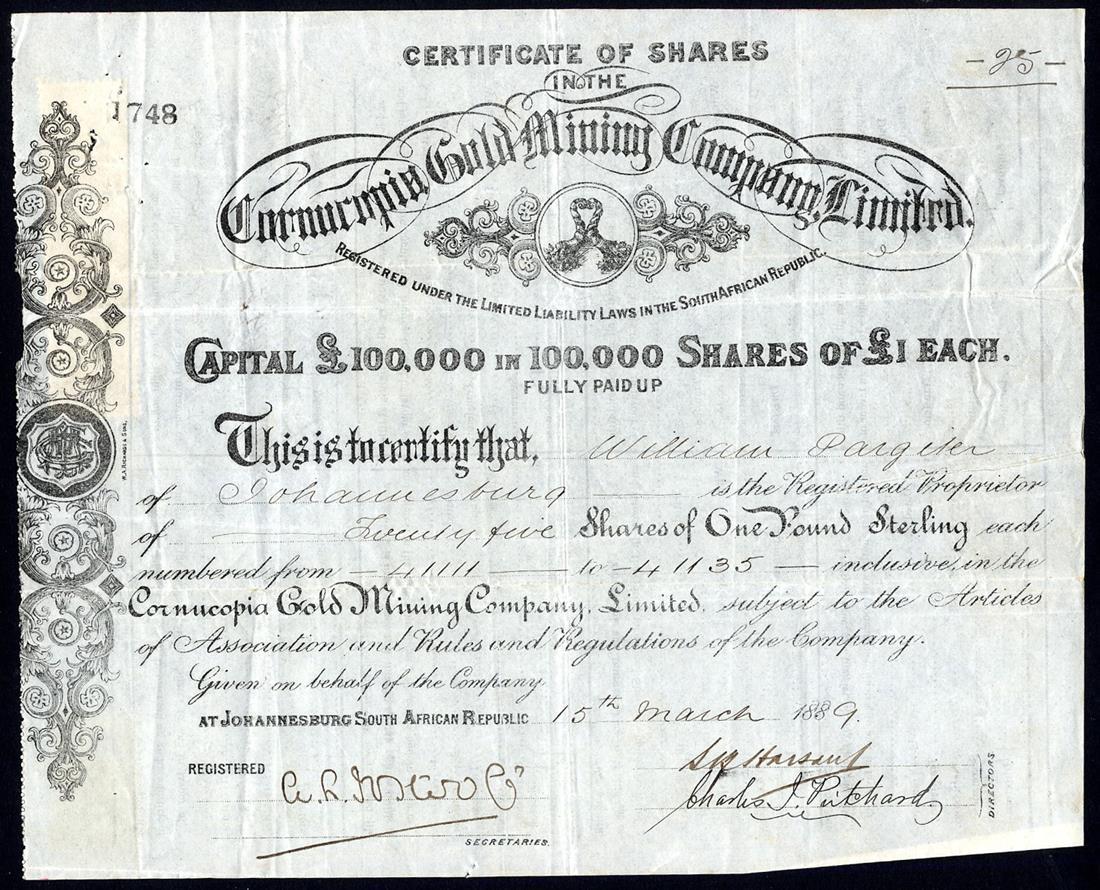 CERTIFICATE OF SHARES
- 25 -
IN THE
1748
Cornucopia Gold Mining Company, Limited.
REGISTERED UNDER THE LIMITED LIABILITY LAWS IN THE SOUTH AFRICAN REPUBLIC.
CAPITAL £100,000 IN 100,000 SHARES OF £1 EACH.
FULLY PAID UP
This is to certify that, William Pargiter
of Johannesburg is the Registered Proprietor
of Twenty five Shares of One Pound Sterling each
numbered from - 41111 - to - 41135 - inclusive, in the
Cornucopia Gold Mining Company, Limited, subject to the Articles
of Association and Rules and Regulations of the Company.
Given on behalf of the Company
AT JOHANNESBURG SOUTH AFRICAN REPUBLIC 15th March 1889.
REGISTERED
Charles J. Pritchard
DIRECTORS
SECRETARIES.